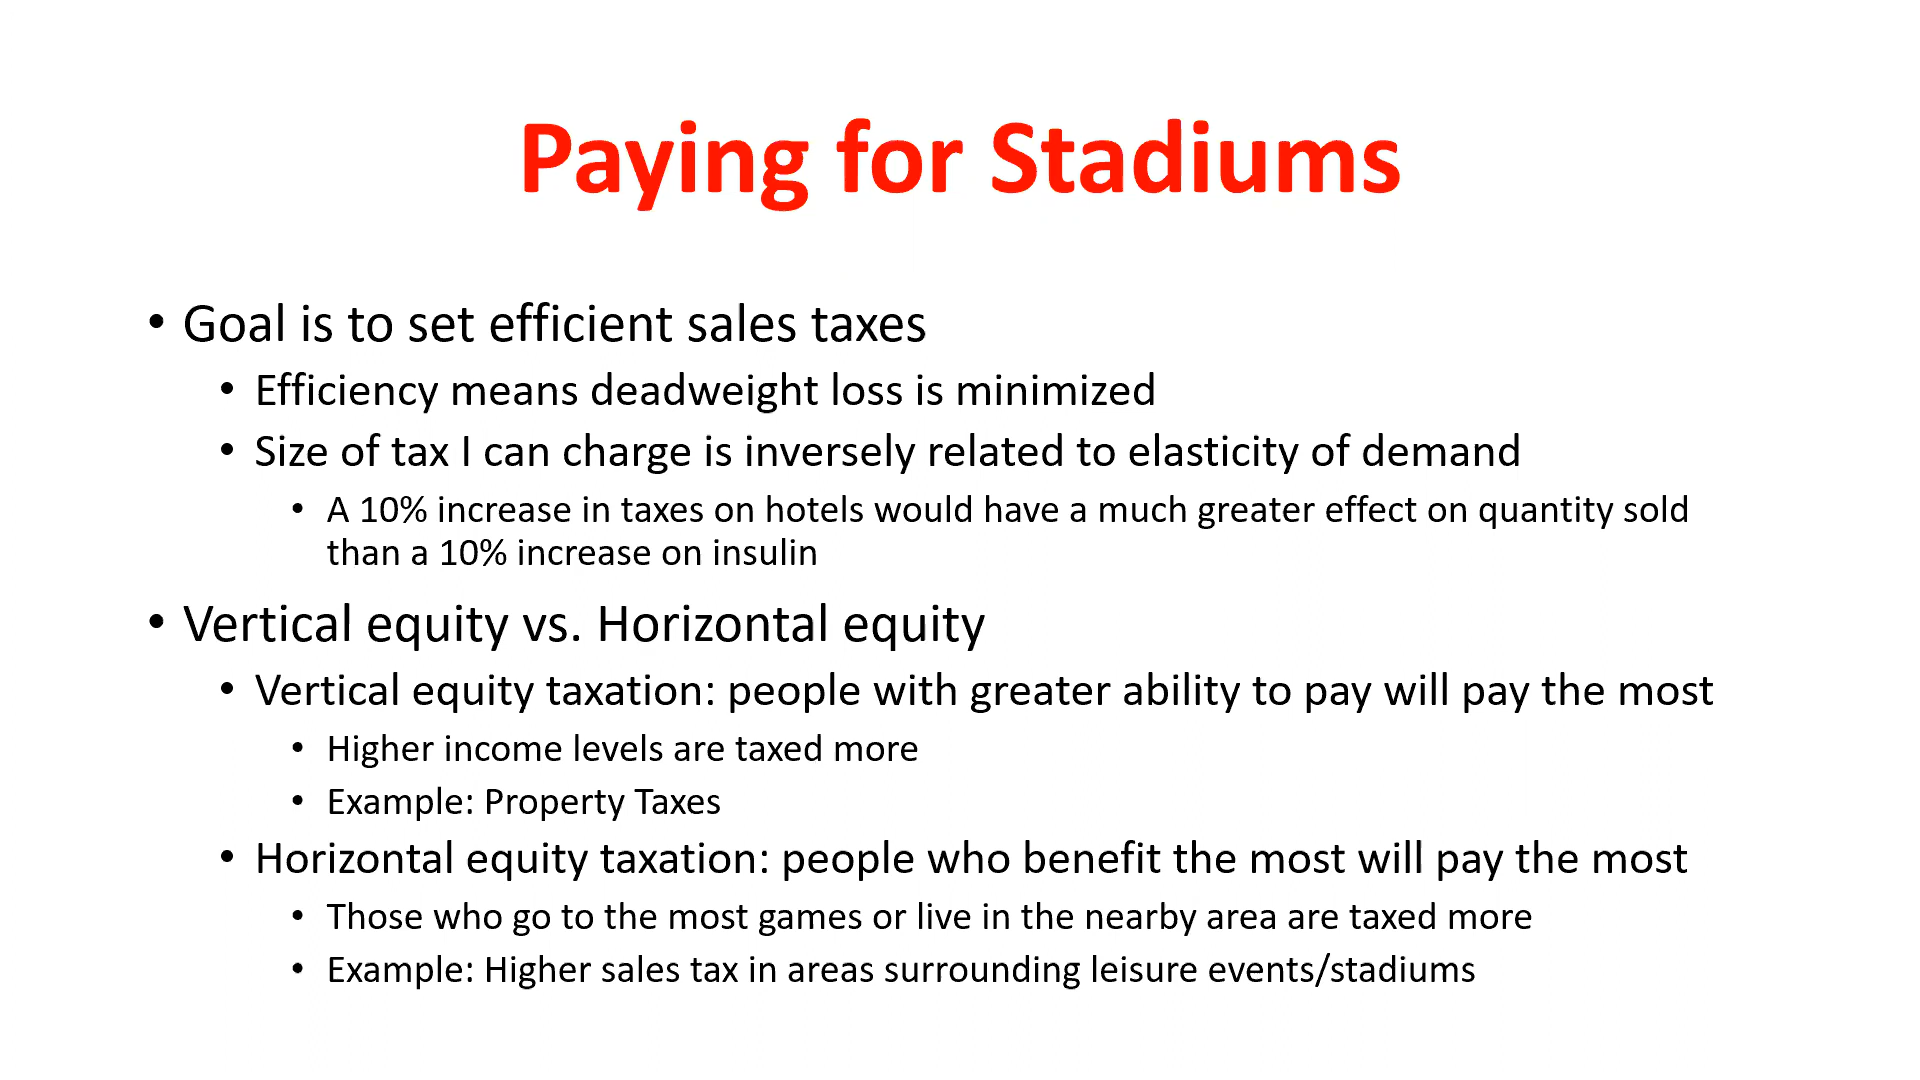 Paying for Stadiums
• Goal is to set efficient sales taxes
• Efficiency means deadweight loss is minimized
• Size of tax I can charge is inversely related to elasticity of demand
• A 10% increase in taxes on hotels would have a much greater effect on quantity sold
than a 10% increase on insulin
• Vertical equity vs. Horizontal equity
• Vertical equity taxation: people with greater ability to pay will pay the most
• Higher income levels are taxed more
• Example: Property Taxes
• Horizontal equity taxation: people who benefit the most will pay the most
• Those who go to the most games or live in the nearby area are taxed more
• Example: Higher sales tax in areas surrounding leisure events/stadiums